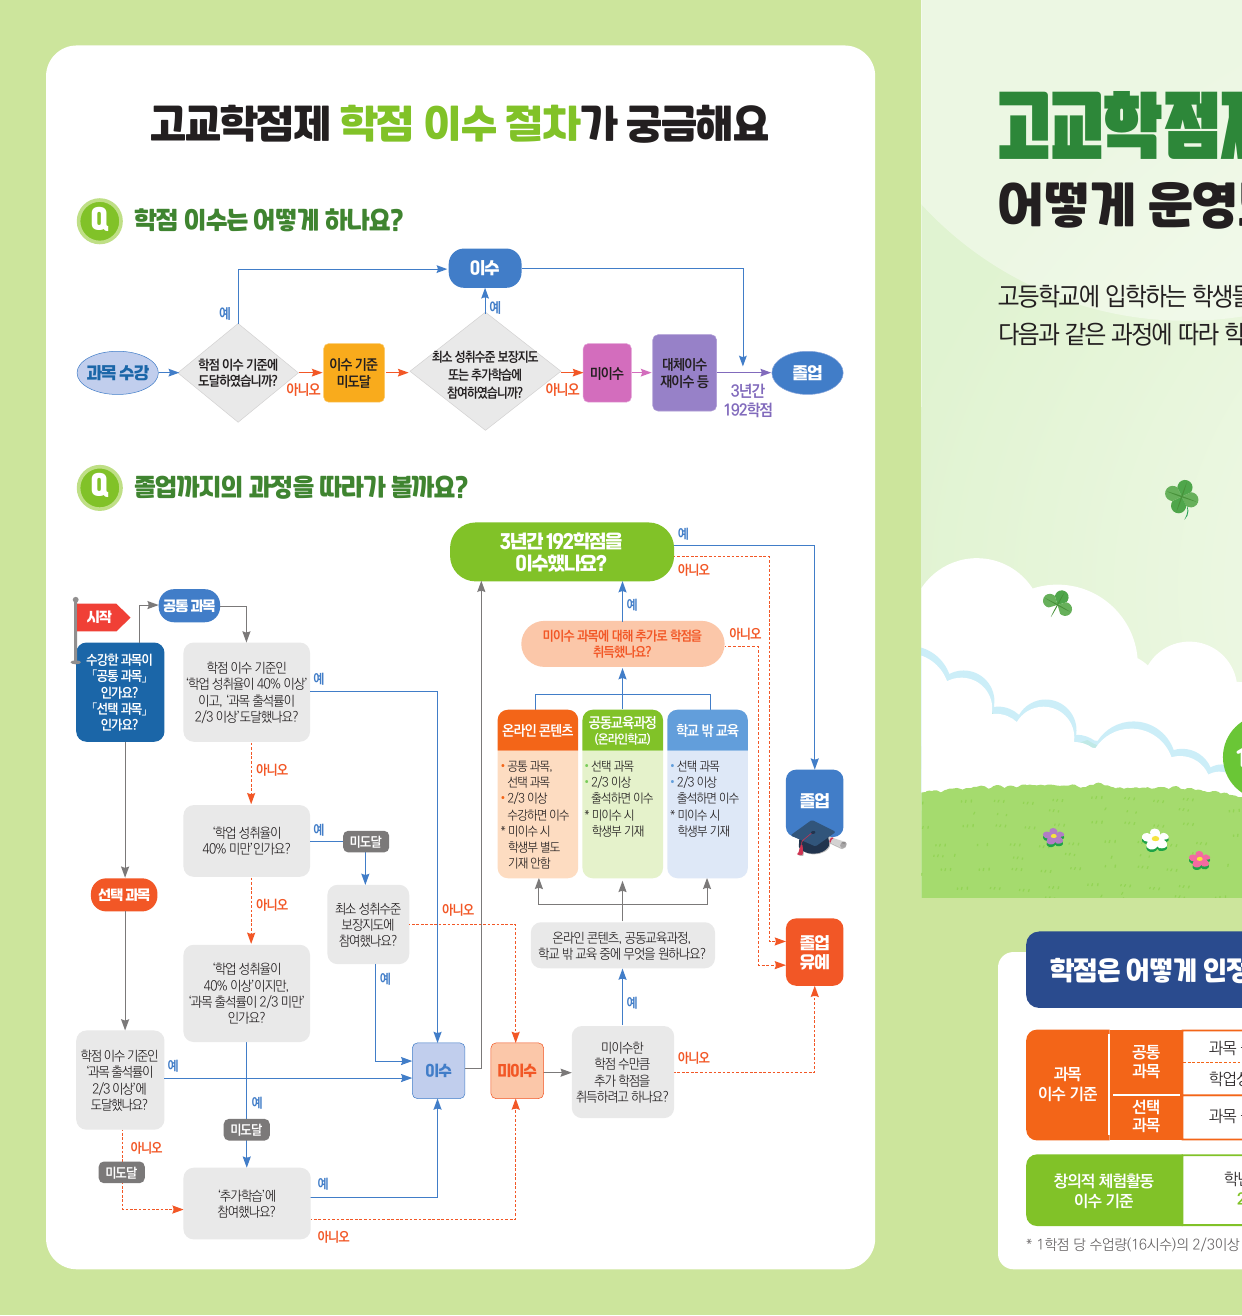 고교학점제 학점 이수 절차가 궁금해요
Q 학점 이수는 어떻게 하나요?
이수
예
예
과목 수강
학점 이수 기준에
도달하였습니까?
아니오
이수 기준
미도달
최소 성취수준 보장지도
또는 추가학습에
참여하였습니까?
아니오
미이수
대체이수
재이수 등
3년간
192학점
졸업
Q 졸업까지의 과정을 따라가 볼까요?
3년간 192학점을
이수했나요?
예
아니오
시작
공통 과목
수강한 과목이
「공통 과목」
인가요?
「선택 과목」
인가요?
학점 이수 기준인
'학업 성취율이 40% 이상'
이고, '과목 출석률이
2/3 이상'도달했나요?
예
아니오
예
미이수 과목에 대해 추가로 학점을
취득했나요?
아니오
온라인 콘텐츠
• 공통 과목,
선택 과목
• 2/3 이상
수강하면 이수
* 미이수 시
학생부 별도
기재 안함
공동교육과정
(온라인학교)
• 선택 과목
• 2/3 이상
출석하면 이수
* 미이수 시
학생부 기재
학교 밖 교육
• 선택 과목
• 2/3 이상
출석하면 이수
* 미이수 시
학생부 기재
졸업
'학업 성취율이
40% 미만'인가요?
예
미도달
아니오
선택 과목
최소 성취수준
보장지도에
참여했나요?
아니오
예
온라인 콘텐츠, 공동교육과정,
학교 밖 교육 중에 무엇을 원하나요?
졸업
유예
'학업 성취율이
40% 이상'이지만,
'과목 출석률이 2/3 미만'
인가요?
예
학점 이수 기준인
'과목 출석률이
2/3 이상'에
도달했나요?
예
이수
미이수
미이수한
학점 수만큼
추가 학점을
취득하려고 하나요?
아니오
예
미도달
아니오
미도달
'추가학습'에
참여했나요?
예
아니오
고교학점
어떻게 운영
고등학교에 입학하는 학생
다음과 같은 과정에 따라 학
1
학점은 어떻게 인정
과목
이수 기준
공통
과목
과목
학업성
선택
과목
과목
창의적 체험활동
이수 기준
학년
2
* 1학점 당 수업량(16시수)의 2/3이상